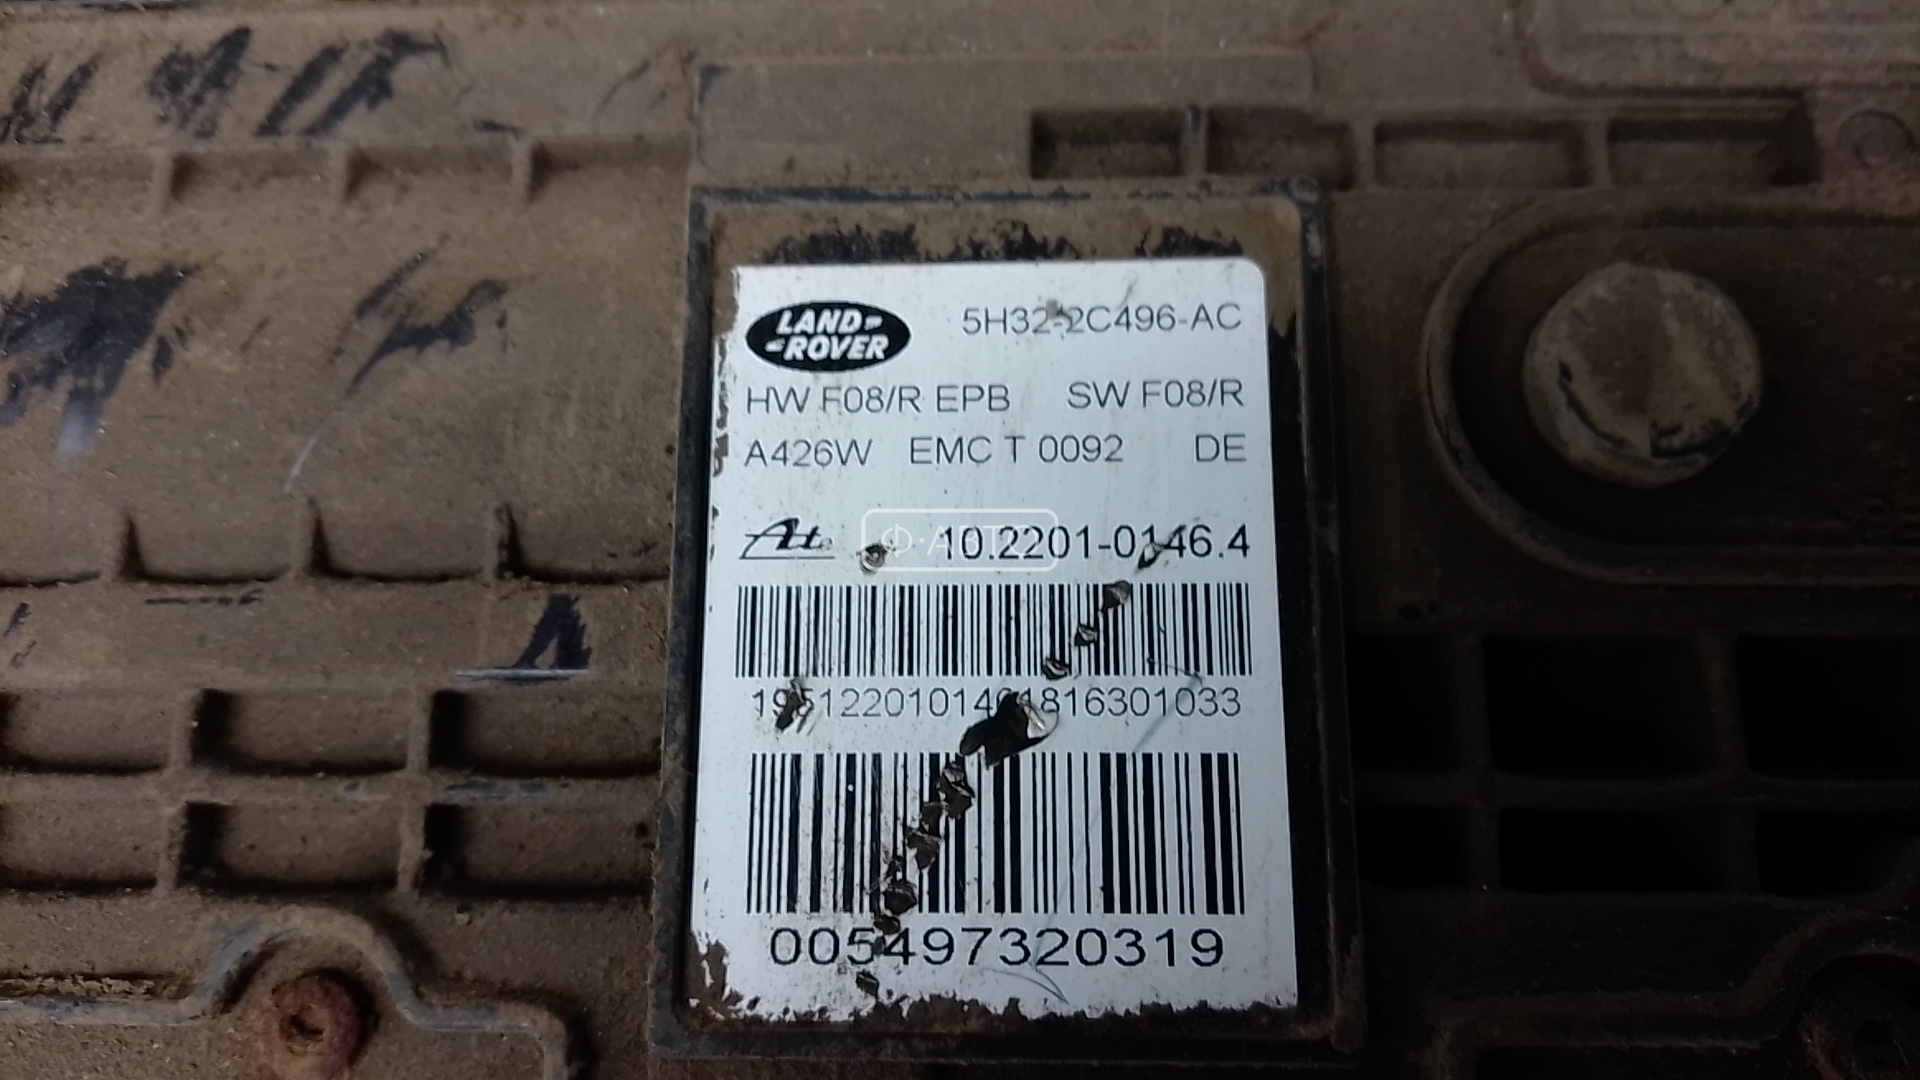 LAND ROVER 5H32-2C496-AC
HW F08/R EPB SW F08/R
A426W EMC T 0092 DE
Ate 10.2201-0146.4
Ф·АВТО
005497320319